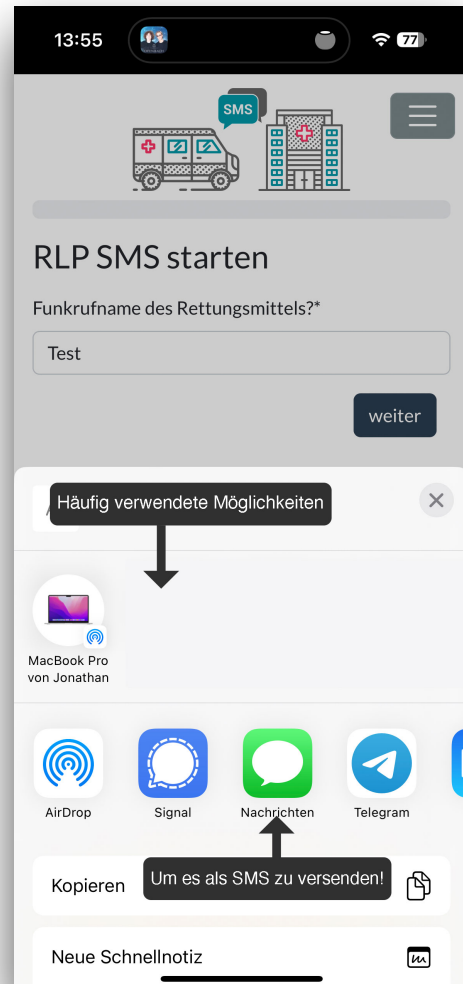 13:55
77
SMS
RLP SMS starten
Funkrufname des Rettungsmittels?*
Test
weiter
Häufig verwendete Möglichkeiten
MacBook Pro
von Jonathan
AirDrop
Signal
Nachrichten
Telegram
Um es als SMS zu versenden!
Kopieren
Neue Schnellnotiz